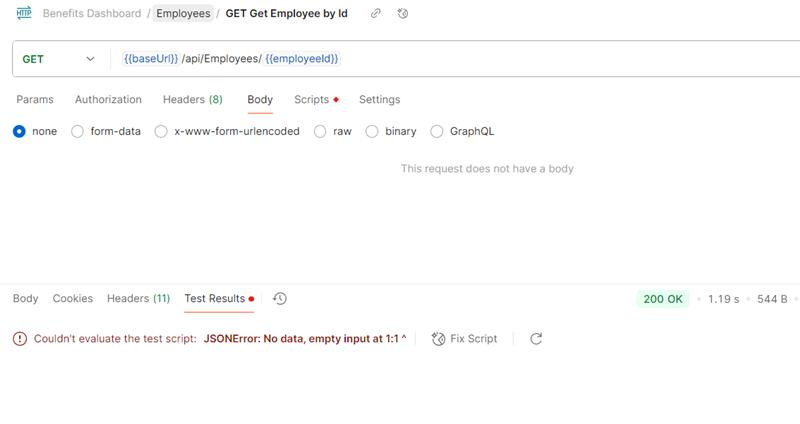 HTTP Benefits Dashboard / Employees / GET Get Employee by Id
GET {{baseUrl}} /api/Employees/ {{employeeId}}
Params Authorization Headers (8) Body Scripts Settings
none form-data x-www-form-urlencoded raw binary GraphQL
This request does not have a body
Body Cookies Headers (11) Test Results 200 OK 1.19 s 544 B
Couldn't evaluate the test script: JSONError: No data, empty input at 1:1 ^ Fix Script